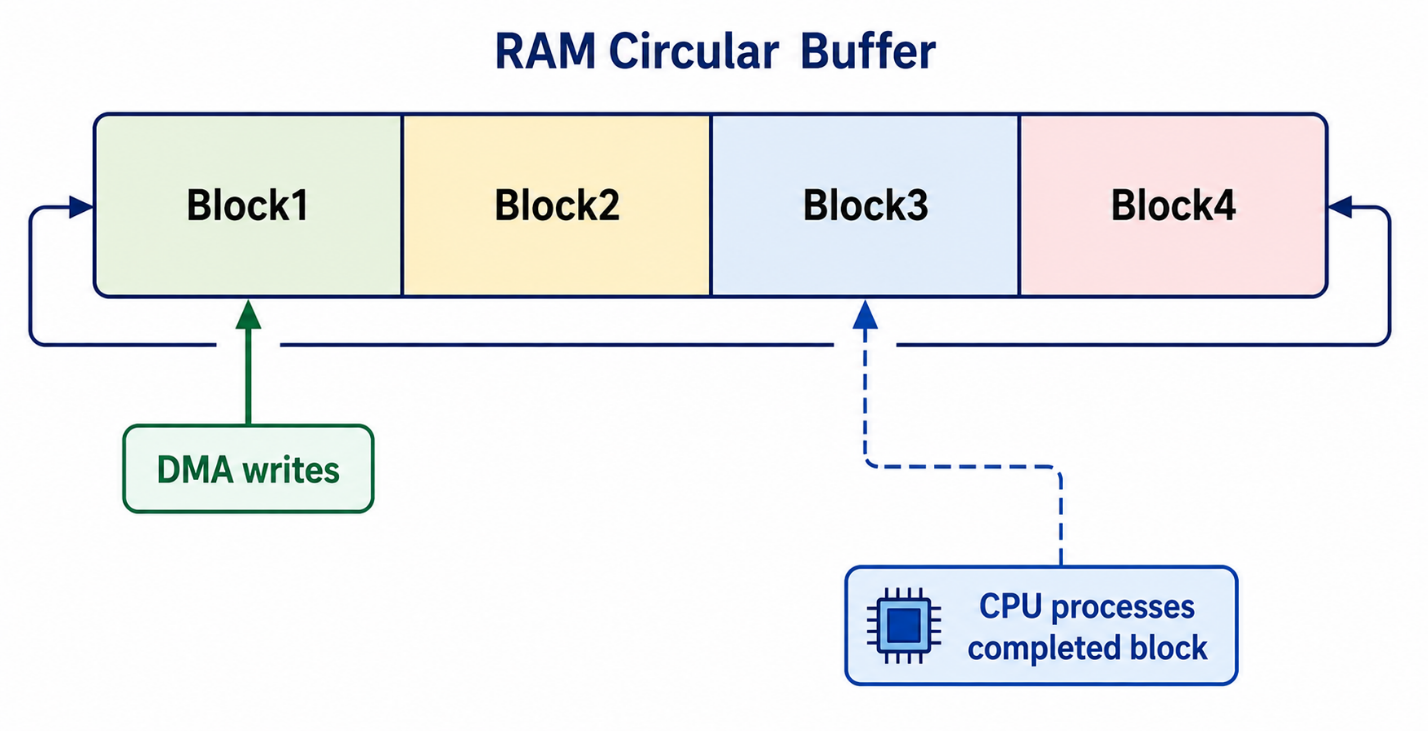 RAM Circular Buffer
Block1
Block2
Block3
Block4
DMA writes
CPU processes
completed block